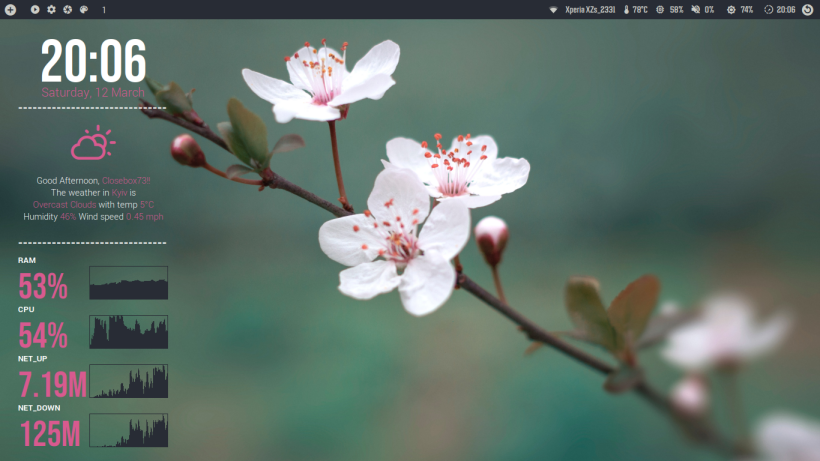 1
Xperia XZs_2331 78°C 58% 0% 74% 20:06
20:06
Saturday, 12 March
Good Afternoon, Closebox73!!
The weather in Kyiv is
Overcast Clouds with temp 5°C
Humidity 46% Wind speed 0.45 mph
RAM
53%
CPU
54%
NET_UP
7.19M
NET_DOWN
125M